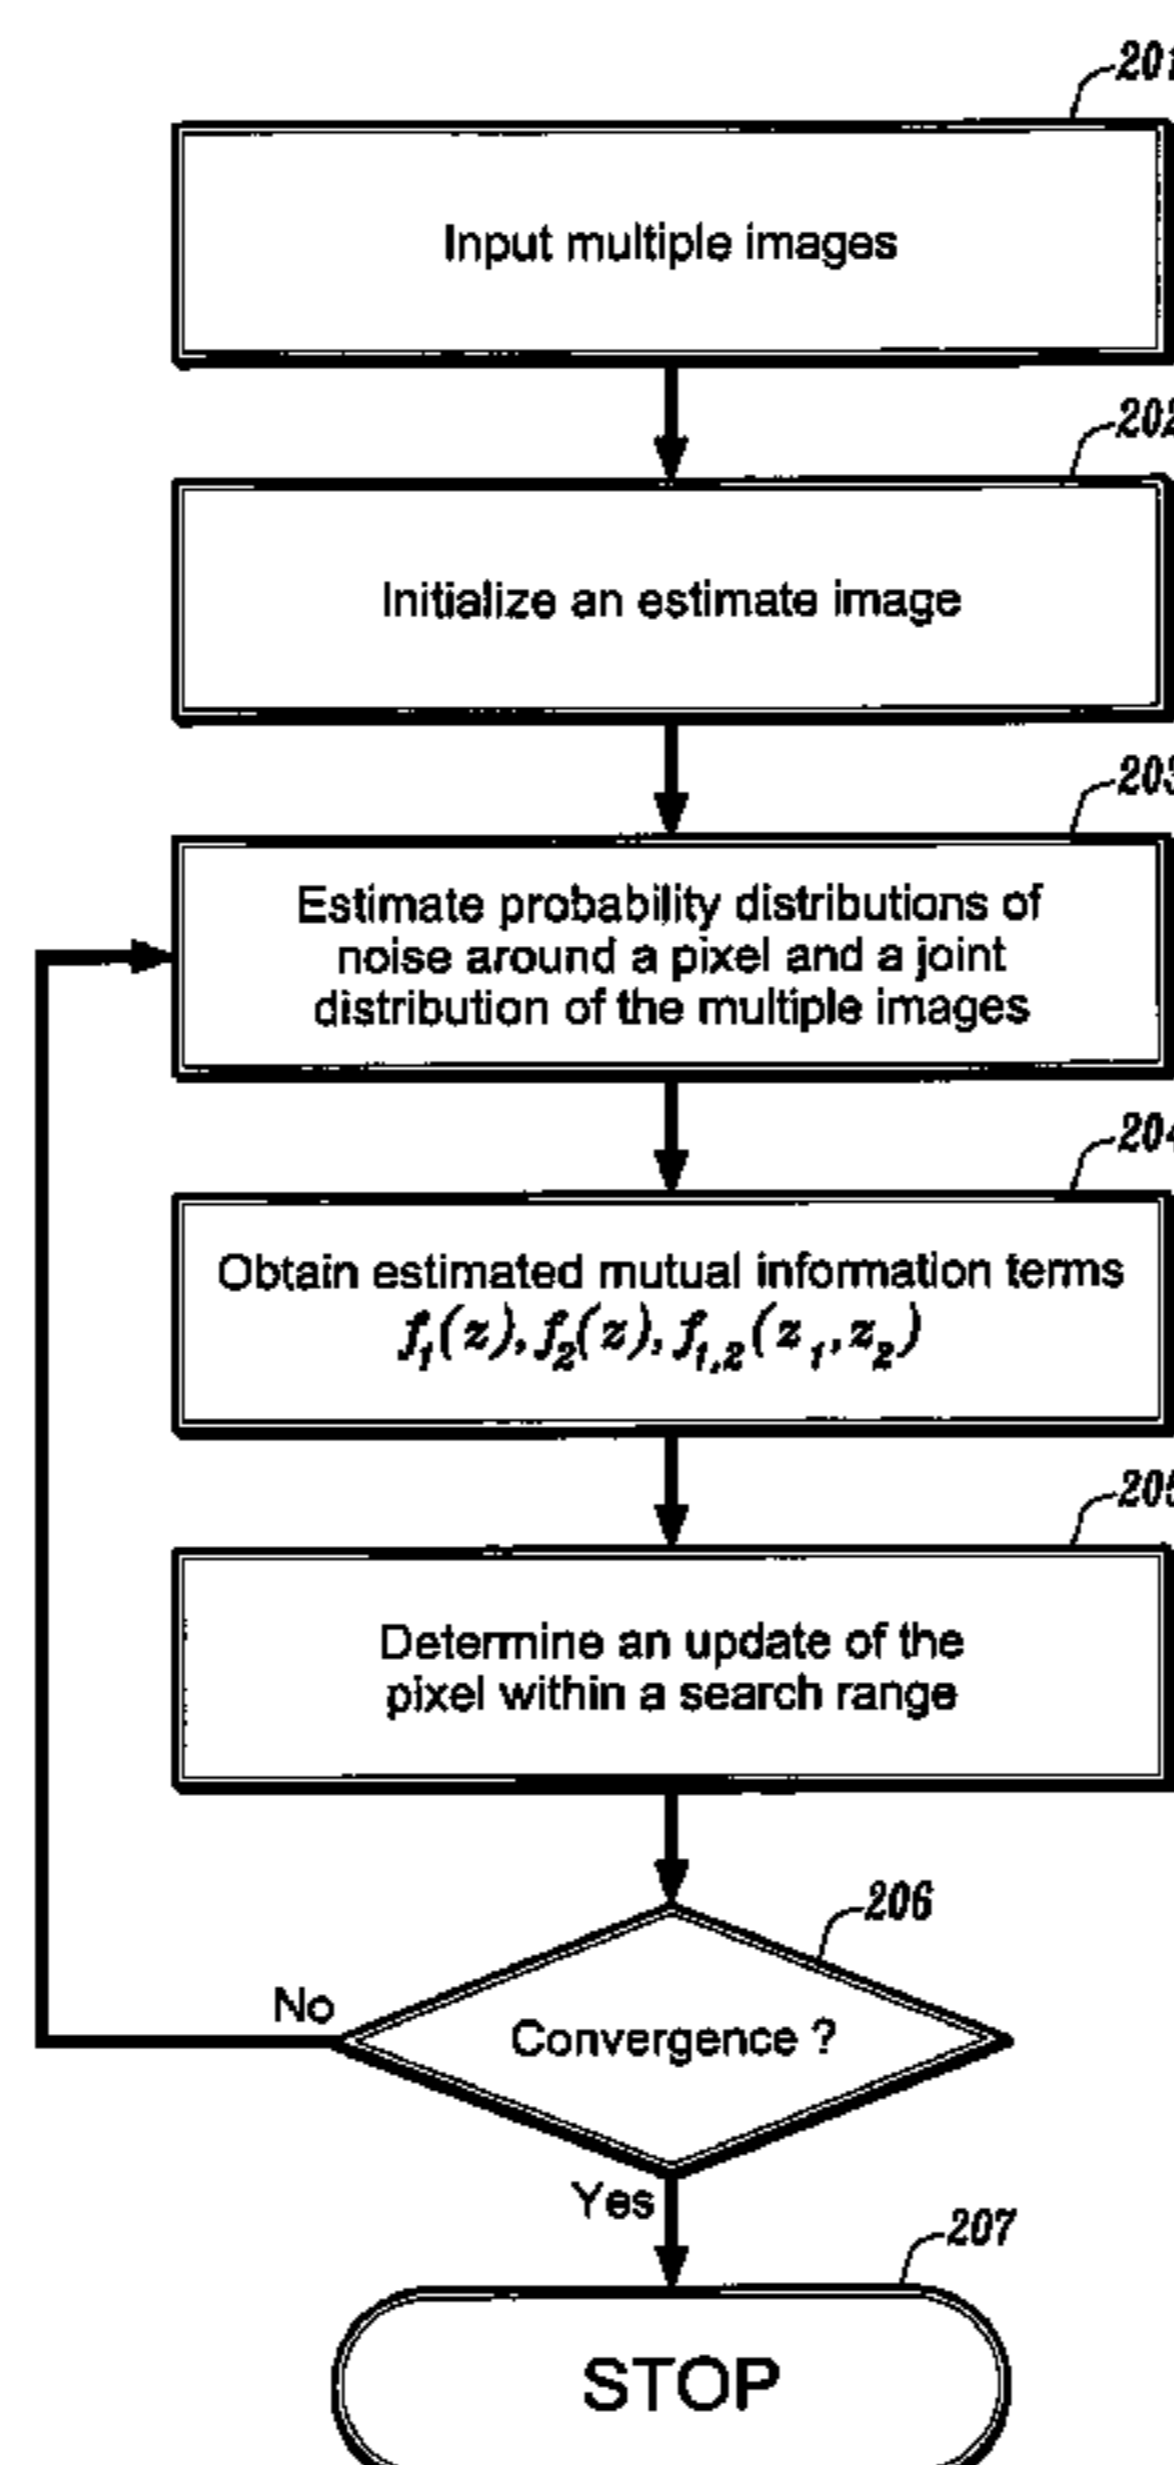 201
Input multiple images
202
Initialize an estimate image
203
Estimate probability distributions of
noise around a pixel and a joint
distribution of the multiple images
204
Obtain estimated mutual information terms
f₁(z), f₂(z), f₁,₂(z₁, z₂)
205
Determine an update of the
pixel within a search range
206
No
Convergence ?
Yes
207
STOP